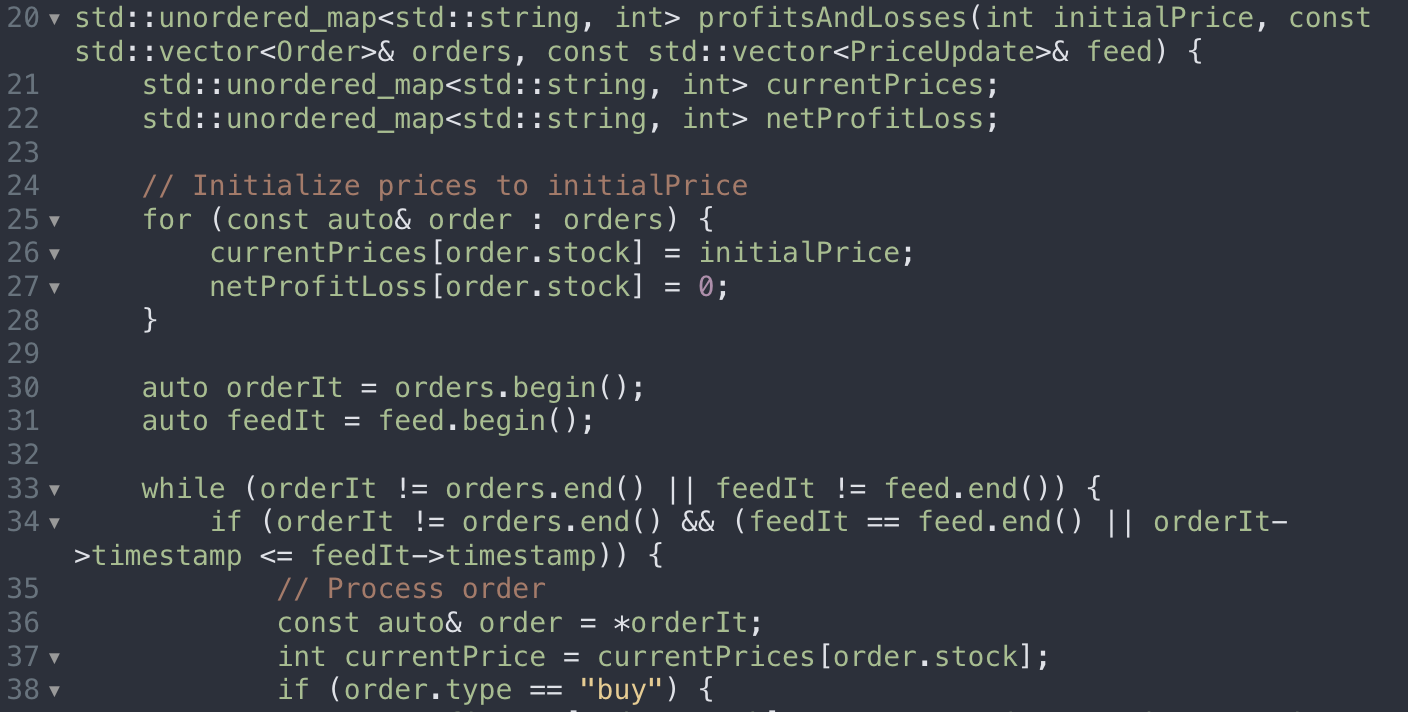 20 std::unordered_map<std::string, int> profitsAndLosses(int initialPrice, const
std::vector<Order>& orders, const std::vector<PriceUpdate>& feed) {
21     std::unordered_map<std::string, int> currentPrices;
22     std::unordered_map<std::string, int> netProfitLoss;
23
24     // Initialize prices to initialPrice
25     for (const auto& order : orders) {
26         currentPrices[order.stock] = initialPrice;
27         netProfitLoss[order.stock] = 0;
28     }
29
30     auto orderIt = orders.begin();
31     auto feedIt = feed.begin();
32
33     while (orderIt != orders.end() || feedIt != feed.end()) {
34         if (orderIt != orders.end() && (feedIt == feed.end() || orderIt-
>timestamp <= feedIt->timestamp)) {
35             // Process order
36             const auto& order = *orderIt;
37             int currentPrice = currentPrices[order.stock];
38             if (order.type == "buy") {